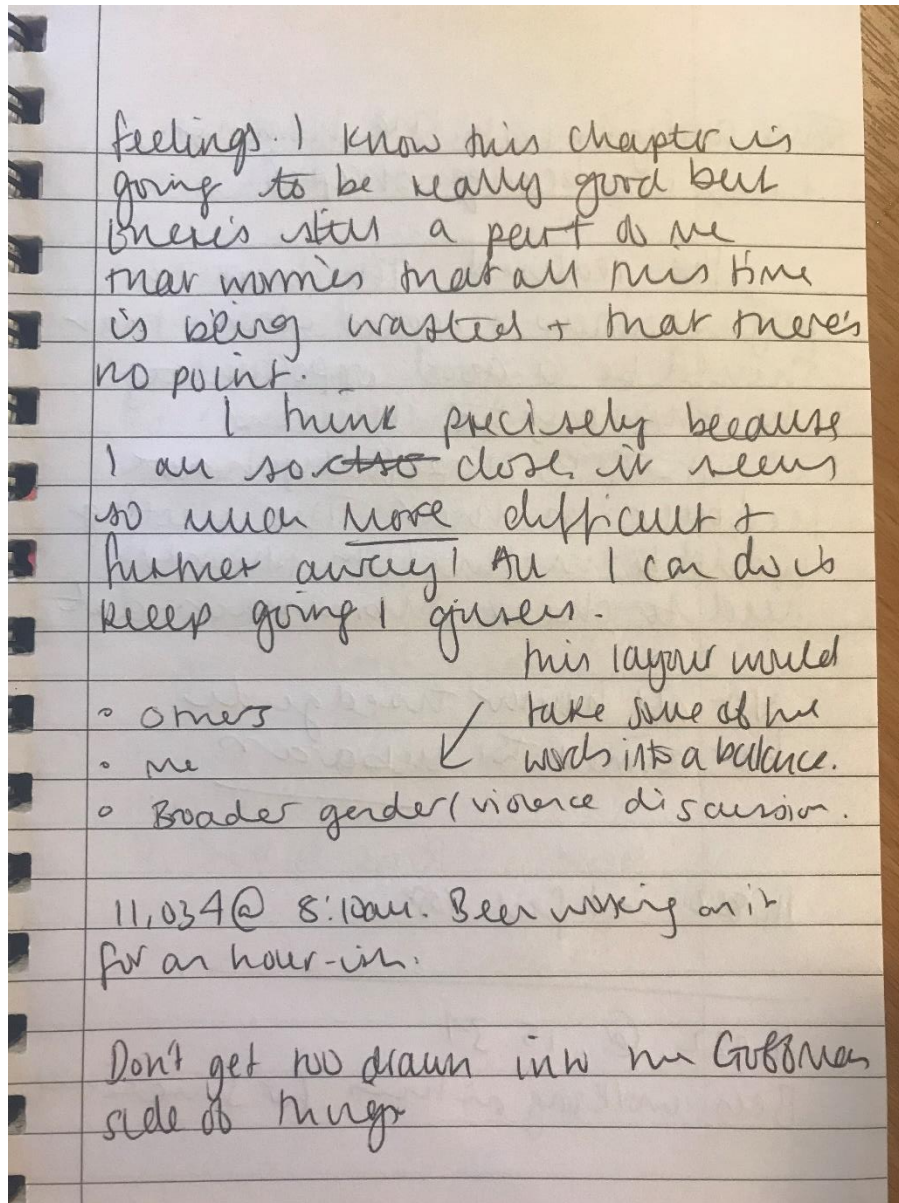 feelings. I know this chapter is
going to be really good but
there's still a part of me
that worries that all this time
is being wasted + that there's
no point.
I think precisely because
I am so close, it seems
so much more difficult +
further away! All I can do is
keep going I guess.
this layout would
take some of the
words into a balance.
• others
• me
• Broader gender/violence discussion.
11,034 @ 8:10am. Been working on it
for an hour-ish.
Don't get too drawn into the Goffman
side of things